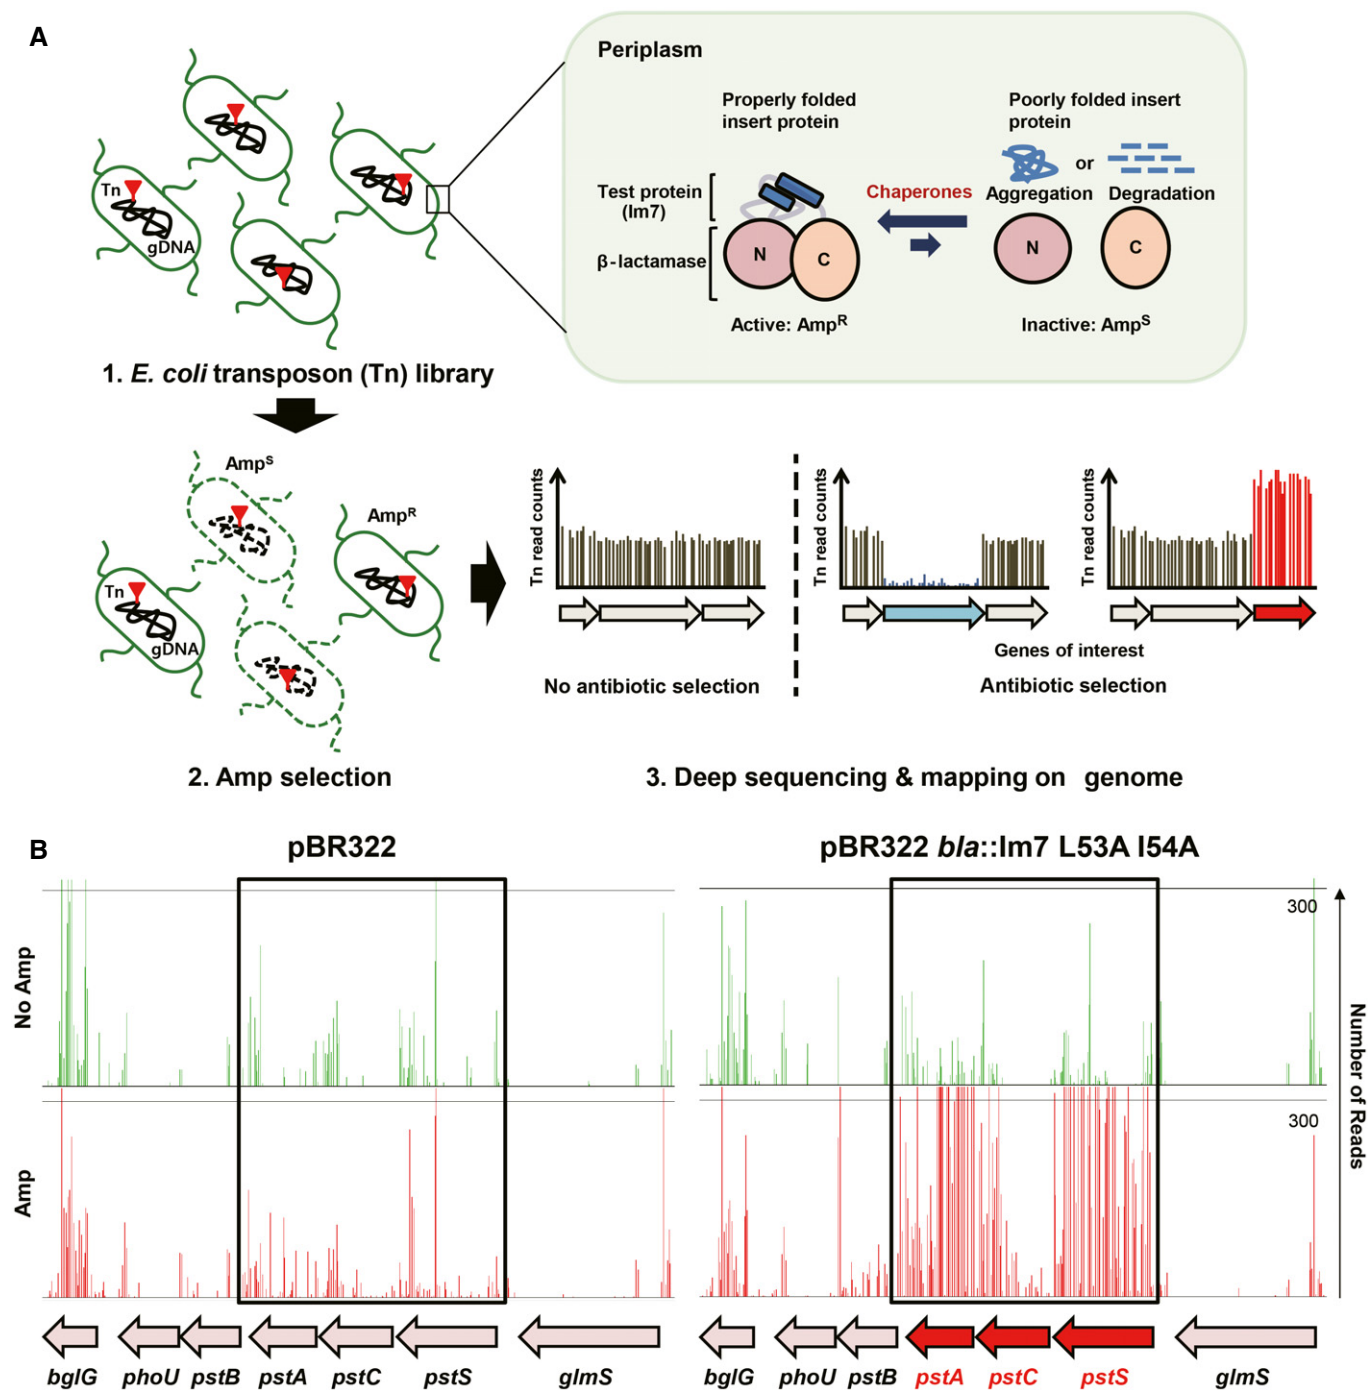 A
Periplasm
Properly folded
insert protein
Poorly folded insert
protein
or
Test protein
(Im7)
Chaperones
Aggregation
Degradation
Tn
gDNA
β-lactamase
N
C
N
C
Active: AmpR
Inactive: AmpS
1. E. coli transposon (Tn) library
AmpS
AmpR
Tn
gDNA
Tn read counts
Tn read counts
Tn read counts
Genes of interest
No antibiotic selection
Antibiotic selection
2. Amp selection
3. Deep sequencing & mapping on genome
B
pBR322
pBR322 bla::Im7 L53A I54A
No Amp
300
Amp
300
Number of Reads
bglG
phoU
pstB
pstA
pstC
pstS
glmS
bglG
phoU
pstB
pstA
pstC
pstS
glmS